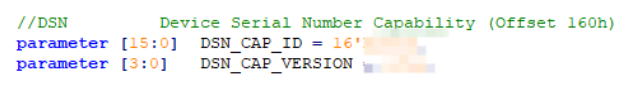 //DSN Device Serial Number Capability (Offset 160h)
parameter [15:0] DSN_CAP_ID = 16'
parameter [3:0] DSN_CAP_VERSION